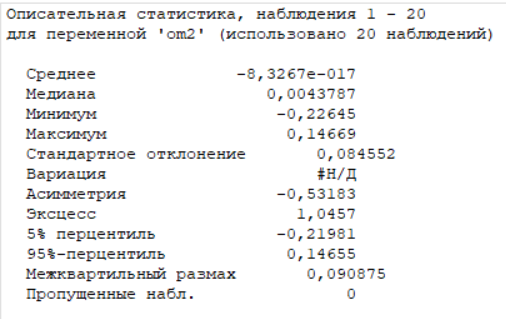 Описательная статистика, наблюдения 1 - 20
для переменной 'om2' (использовано 20 наблюдений)
Среднее -8,3267e-017
Медиана 0,0043787
Минимум -0,22645
Максимум 0,14669
Стандартное отклонение 0,084552
Вариация #Н/Д
Асимметрия -0,53183
Эксцесс 1,0457
5% перцентиль -0,21981
95%-перцентиль 0,14655
Межквартильный размах 0,090875
Пропущенные набл. 0